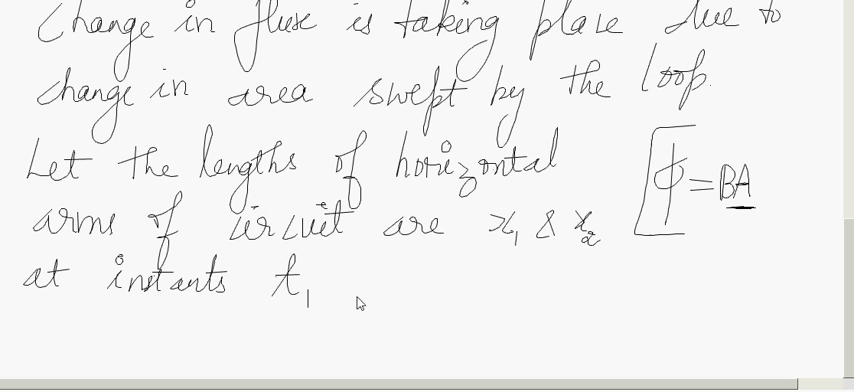 Change in flux is taking place due to
change in area swept by the loop.
Let the lengths of horizontal
arms of circuit are x₁ & x₂
at instants t₁
[ϕ = BA